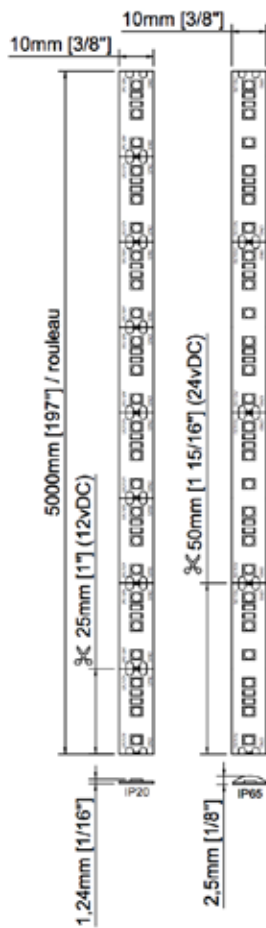 10mm [3/8"]
10mm [3/8"]
5000mm [197"] / rouleau
25mm [1"] (12vDC)
50mm [1 15/16"] (24vDC)
IP20
IP65
1,24mm [1/16"]
2,5mm [1/8"]